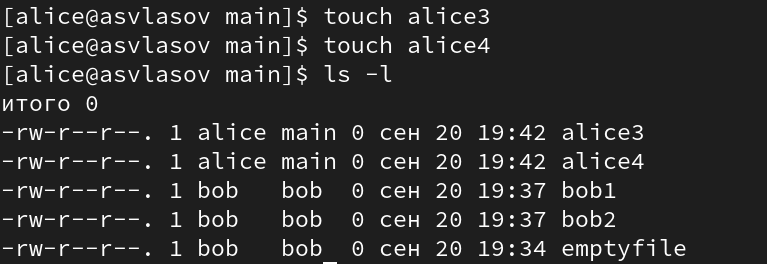 [alice@asvlasov main]$ touch alice3
[alice@asvlasov main]$ touch alice4
[alice@asvlasov main]$ ls -l
итого 0
-rw-r--r--. 1 alice main 0 сен 20 19:42 alice3
-rw-r--r--. 1 alice main 0 сен 20 19:42 alice4
-rw-r--r--. 1 bob   bob  0 сен 20 19:37 bob1
-rw-r--r--. 1 bob   bob  0 сен 20 19:37 bob2
-rw-r--r--. 1 bob   bob  0 сен 20 19:34 emptyfile